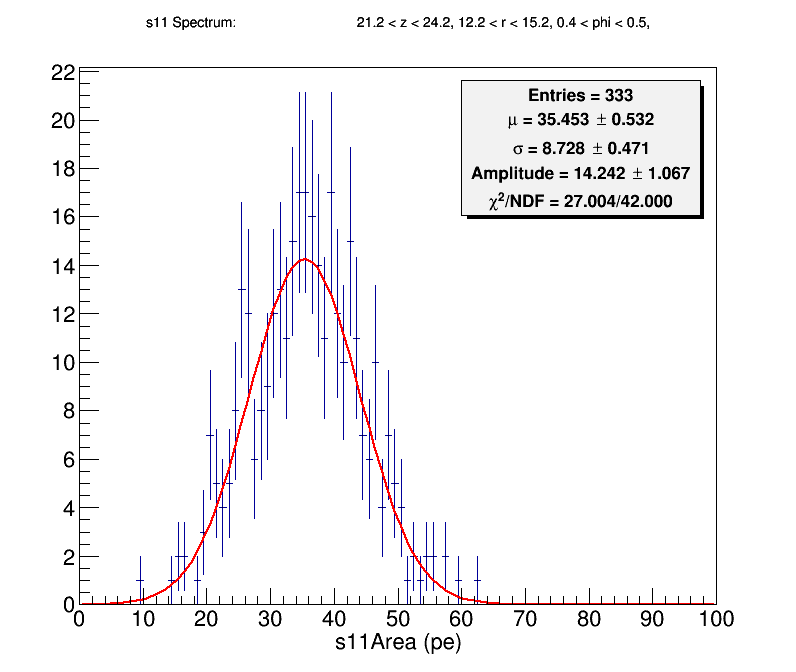 s11 Spectrum: 21.2 < z < 24.2, 12.2 < r < 15.2, 0.4 < phi < 0.5,
Entries = 333
μ = 35.453 ± 0.532
σ = 8.728 ± 0.471
Amplitude = 14.242 ± 1.067
χ²/NDF = 27.004/42.000
22
20
18
16
14
12
10
8
6
4
2
0
0 10 20 30 40 50 60 70 80 90 100
s11Area (pe)